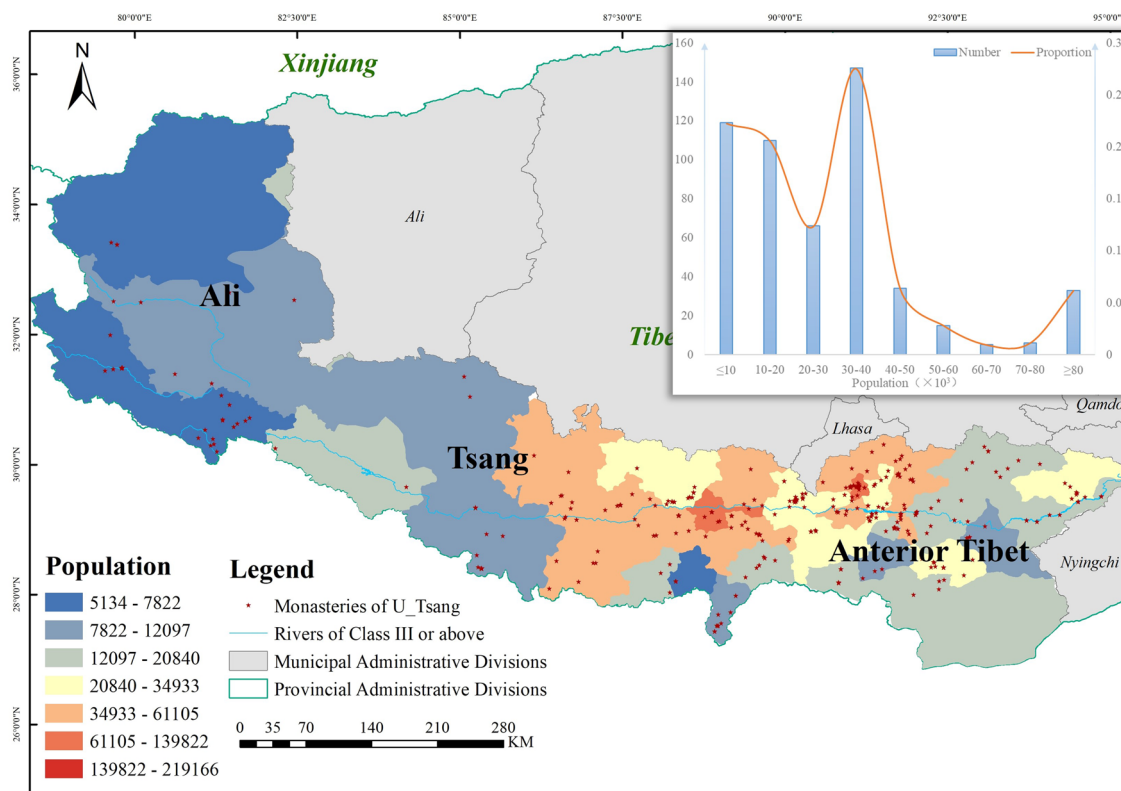 80°0'0"E 82°30'0"E 85°0'0"E 87°30'0"E 90°0'0"E 92°30'0"E 95°0
36°0'0"N
34°0'0"N
32°0'0"N
30°0'0"N
28°0'0"N
26°0'0"N
N
Xinjiang
Ali
Ali
Tibe
Tsang
Lhasa
Qamdo
Anterior Tibet
Nyingchi
Number Proportion
160 0.3
140
0.2
120
100 0.2
80
0.1
60
0.1
40
0.0
20
0 0
≤10 10-20 20-30 30-40 40-50 50-60 60-70 70-80 ≥80
Population（×10³）
Population
5134 - 7822
7822 - 12097
12097 - 20840
20840 - 34933
34933 - 61105
61105 - 139822
139822 - 219166
Legend
Monasteries of U_Tsang
Rivers of Class III or above
Municipal Administrative Divisions
Provincial Administrative Divisions
0 35 70 140 210 280
KM